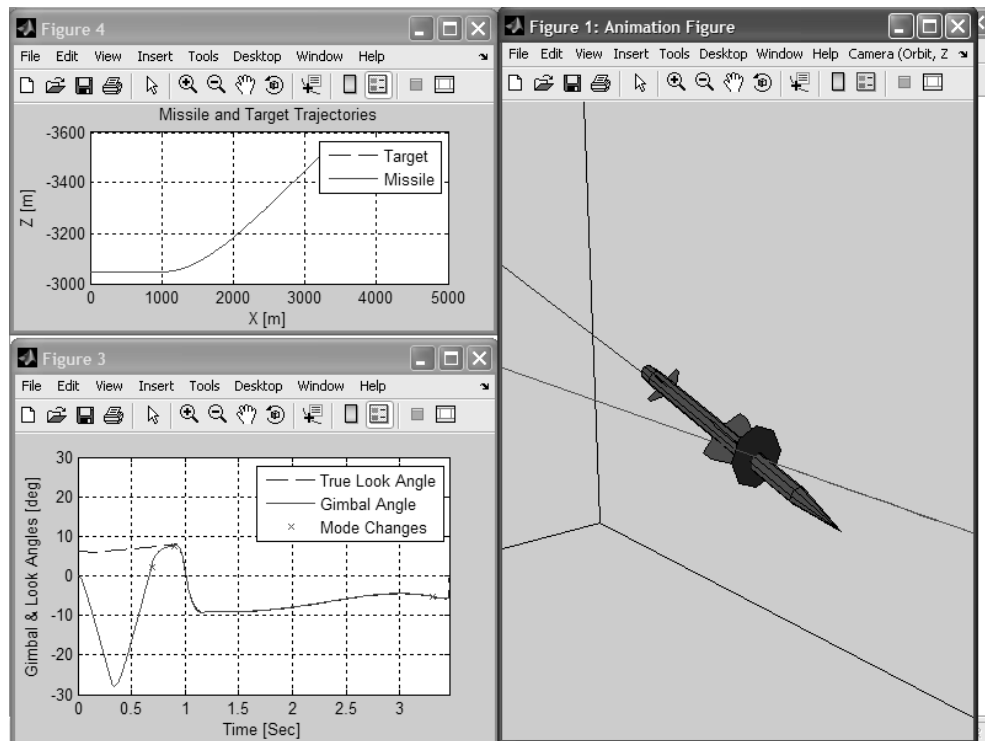 Figure 4
File Edit View Insert Tools Desktop Window Help
Missile and Target Trajectories
-3600
-3400
-3200
-3000
Z [m]
Target
Missile
0 1000 2000 3000 4000 5000
X [m]
Figure 3
File Edit View Insert Tools Desktop Window Help
30
20
10
0
-10
-20
-30
Gimbal & Look Angles [deg]
True Look Angle
Gimbal Angle
Mode Changes
0 0.5 1 1.5 2 2.5 3
Time [Sec]
Figure 1: Animation Figure
File Edit View Insert Tools Desktop Window Help Camera (Orbit, Z